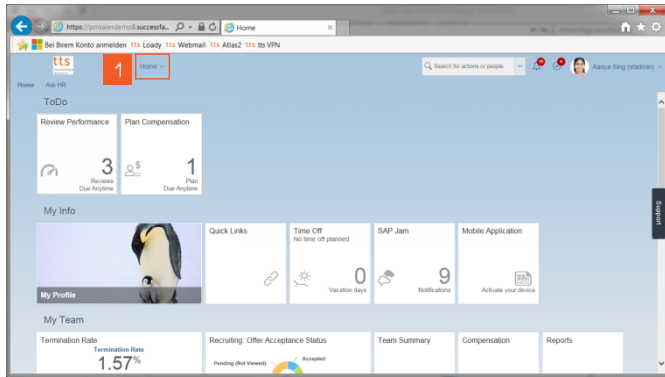 https://pmsalesdemo8.successfa...
Home
Bei Ihrem Konto anmelden tts Loady tts Webmail tts Atlas2 tts tts VPN
tts
1
Home
Search for actions or people
Aanya Sing (sfadmin)
Home Ask HR
ToDo
Review Performance
3
Reviews
Due Anytime
Plan Compensation
1
Plan
Due Anytime
My Info
My Profile
Quick Links
Time Off
No time off planned
0
Vacation days
SAP Jam
9
Notifications
Mobile Application
Activate your device
Support
My Team
Termination Rate
Termination Rate
1.57%
Recruiting: Offer Acceptance Status
Pending (Not Viewed)
Accepted
Team Summary
Compensation
Reports